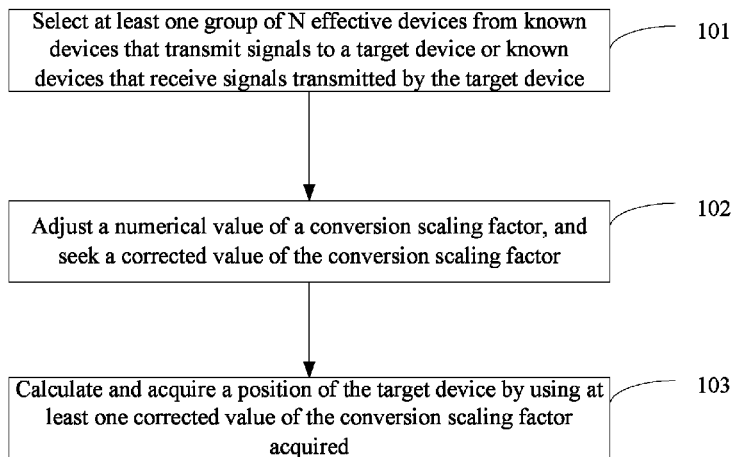 Select at least one group of N effective devices from known
devices that transmit signals to a target device or known
devices that receive signals transmitted by the target device
101
Adjust a numerical value of a conversion scaling factor, and
seek a corrected value of the conversion scaling factor
102
Calculate and acquire a position of the target device by using at
least one corrected value of the conversion scaling factor
acquired
103